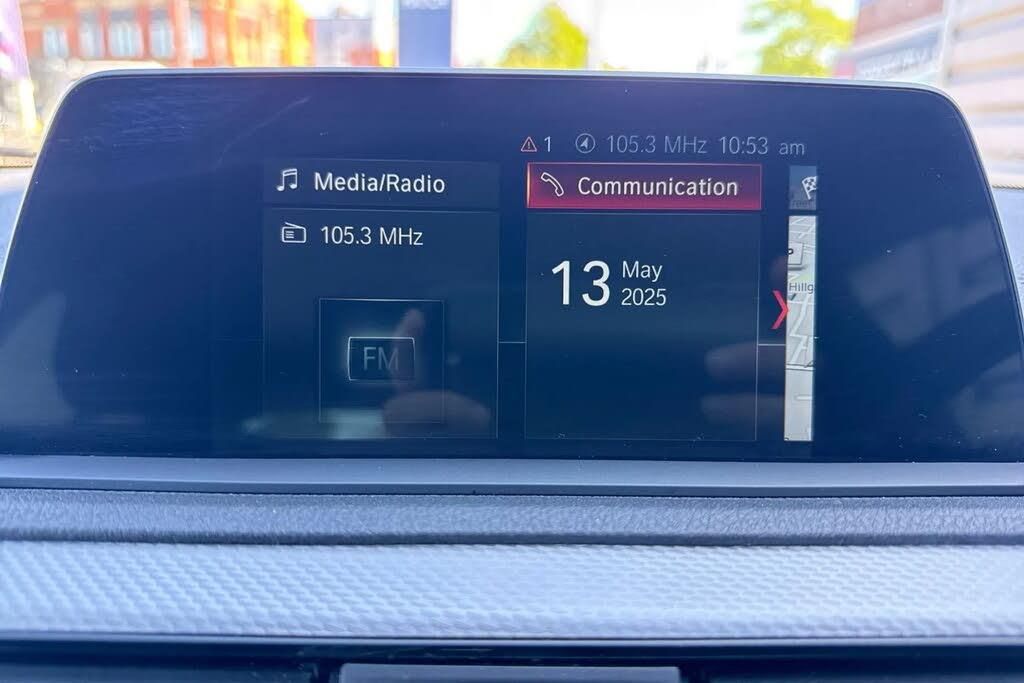 1 105.3 MHz 10:53 am
Media/Radio
Communication
105.3 MHz
13 May
2025
FM
Hillg